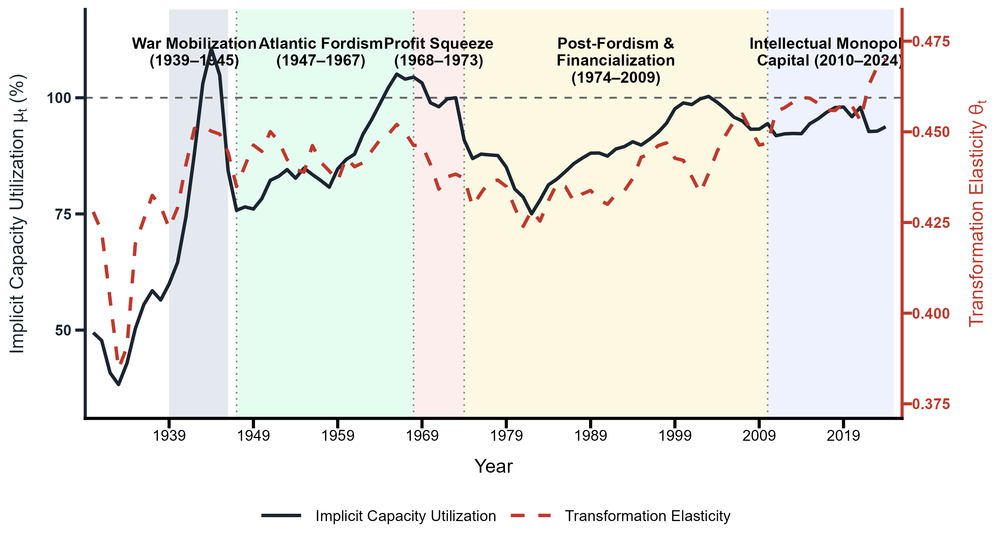 War Mobilization
(1939–1945)
Atlantic Fordism
(1947–1967)
Profit Squeeze
(1968–1973)
Post-Fordism &
Financialization
(1974–2009)
Intellectual Monopol
Capital (2010–2024)
Implicit Capacity Utilization μt (%)
100
75
50
0.475
0.450
0.425
0.400
0.375
Transformation Elasticity θt
1939 1949 1959 1969 1979 1989 1999 2009 2019
Year
Implicit Capacity Utilization Transformation Elasticity